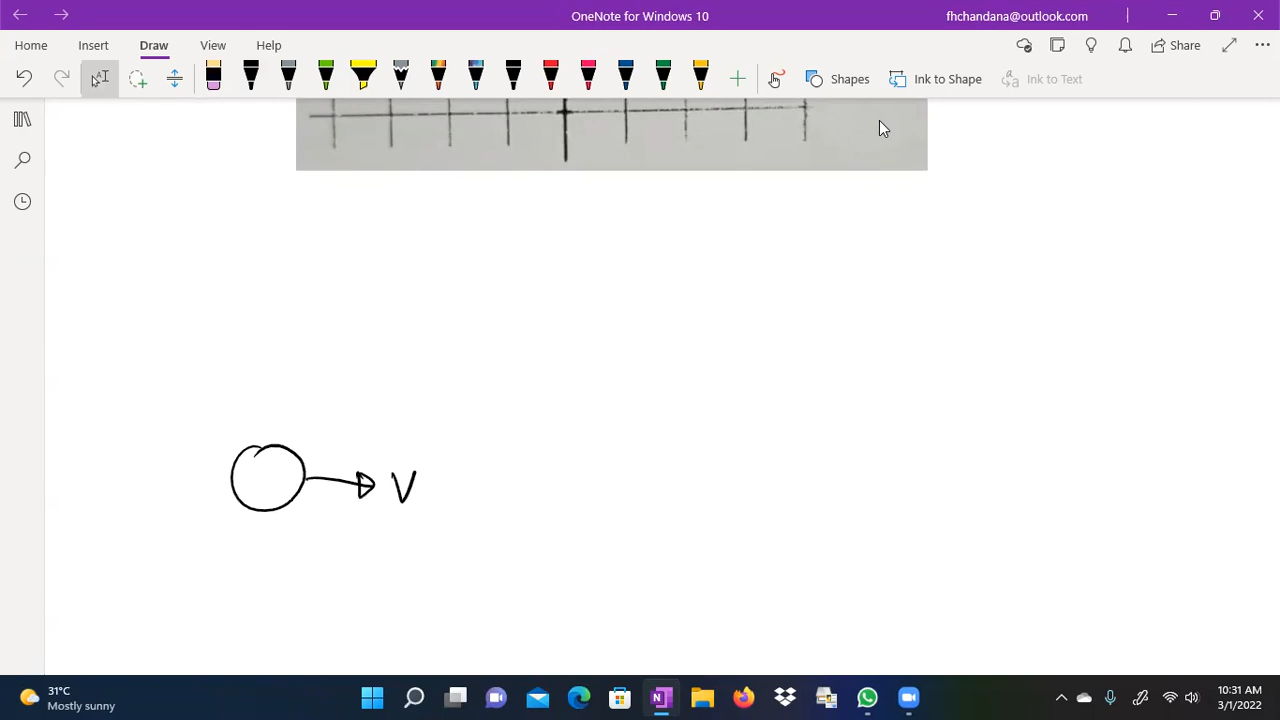 OneNote for Windows 10
fhchandana@outlook.com
Home
Insert
Draw
View
Help
Share
Shapes
Ink to Shape
Ink to Text
V
31°C
Mostly sunny
10:31 AM
3/1/2022